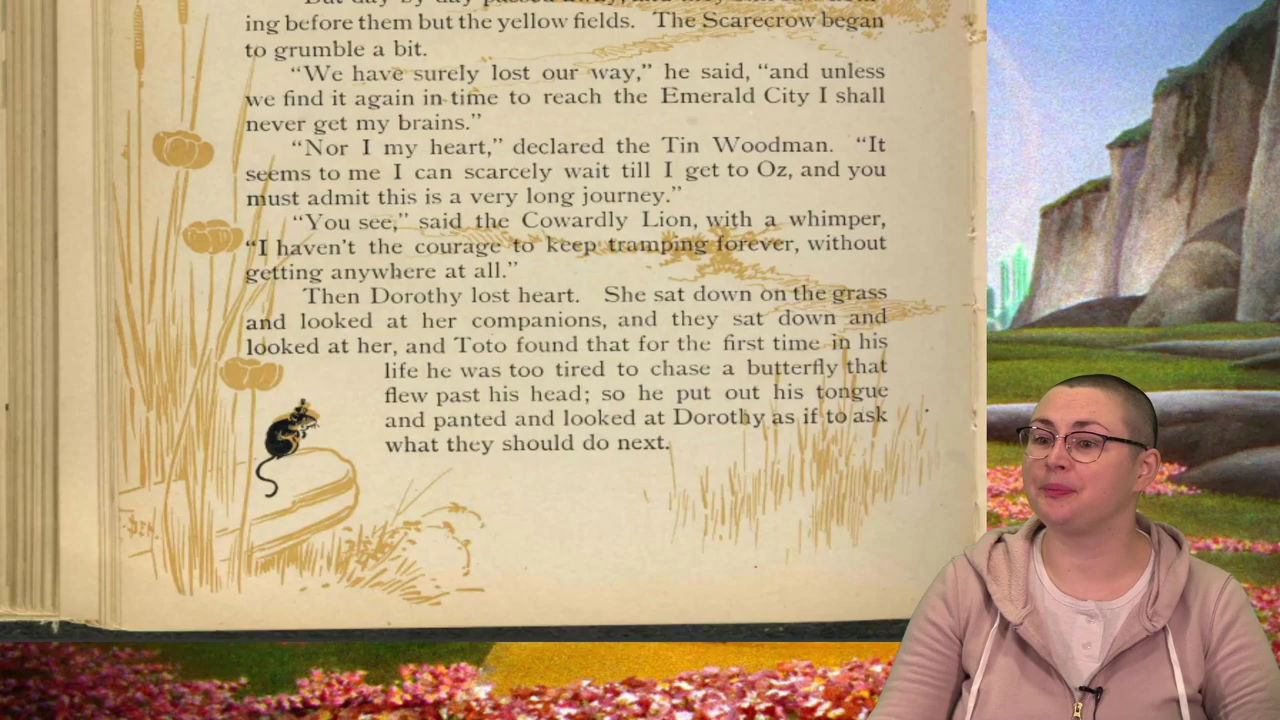 ing before them but the yellow fields. The Scarecrow began
to grumble a bit.
“We have surely lost our way,” he said, “and unless
we find it again in time to reach the Emerald City I shall
never get my brains.”
“Nor I my heart,” declared the Tin Woodman. “It
seems to me I can scarcely wait till I get to Oz, and you
must admit this is a very long journey.”
“You see,” said the Cowardly Lion, with a whimper,
“I haven’t the courage to keep tramping forever, without
getting anywhere at all.”
Then Dorothy lost heart. She sat down on the grass
and looked at her companions, and they sat down and
looked at her, and Toto found that for the first time in his
life he was too tired to chase a butterfly that
flew past his head; so he put out his tongue
and panted and looked at Dorothy as if to ask
what they should do next.